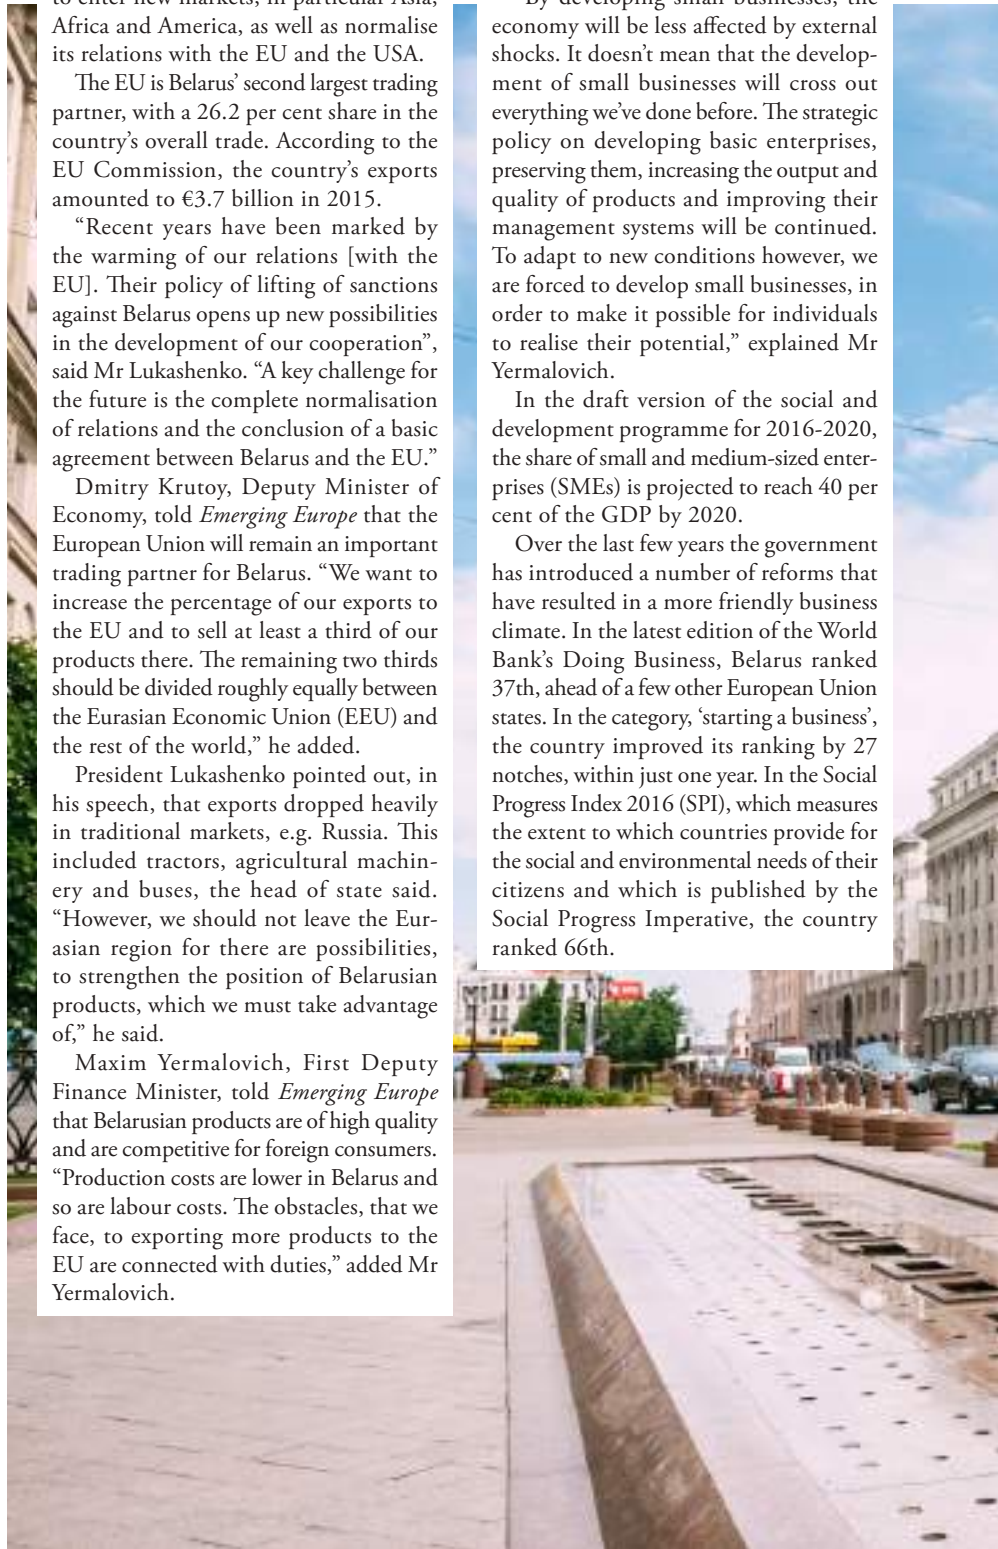 to enter new markets, in particular Asia,
Africa and America, as well as normalise
its relations with the EU and the USA.
The EU is Belarus’ second largest trading
partner, with a 26.2 per cent share in the
country’s overall trade. According to the
EU Commission, the country’s exports
amounted to €3.7 billion in 2015.
“Recent years have been marked by
the warming of our relations [with the
EU]. Their policy of lifting of sanctions
against Belarus opens up new possibilities
in the development of our cooperation”,
said Mr Lukashenko. “A key challenge for
the future is the complete normalisation
of relations and the conclusion of a basic
agreement between Belarus and the EU.”
Dmitry Krutoy, Deputy Minister of
Economy, told Emerging Europe that the
European Union will remain an important
trading partner for Belarus. “We want to
increase the percentage of our exports to
the EU and to sell at least a third of our
products there. The remaining two thirds
should be divided roughly equally between
the Eurasian Economic Union (EEU) and
the rest of the world,” he added.
President Lukashenko pointed out, in
his speech, that exports dropped heavily
in traditional markets, e.g. Russia. This
included tractors, agricultural machin-
ery and buses, the head of state said.
“However, we should not leave the Eur-
asian region for there are possibilities,
to strengthen the position of Belarusian
products, which we must take advantage
of,” he said.
Maxim Yermalovich, First Deputy
Finance Minister, told Emerging Europe
that Belarusian products are of high quality
and are competitive for foreign consumers.
“Production costs are lower in Belarus and
so are labour costs. The obstacles, that we
face, to exporting more products to the
EU are connected with duties,” added Mr
Yermalovich.
By developing small businesses, the
economy will be less affected by external
shocks. It doesn’t mean that the develop-
ment of small businesses will cross out
everything we’ve done before. The strategic
policy on developing basic enterprises,
preserving them, increasing the output and
quality of products and improving their
management systems will be continued.
To adapt to new conditions however, we
are forced to develop small businesses, in
order to make it possible for individuals
to realise their potential,” explained Mr
Yermalovich.
In the draft version of the social and
development programme for 2016-2020,
the share of small and medium-sized enter-
prises (SMEs) is projected to reach 40 per
cent of the GDP by 2020.
Over the last few years the government
has introduced a number of reforms that
have resulted in a more friendly business
climate. In the latest edition of the World
Bank’s Doing Business, Belarus ranked
37th, ahead of a few other European Union
states. In the category, ‘starting a business’,
the country improved its ranking by 27
notches, within just one year. In the Social
Progress Index 2016 (SPI), which measures
the extent to which countries provide for
the social and environmental needs of their
citizens and which is published by the
Social Progress Imperative, the country
ranked 66th.